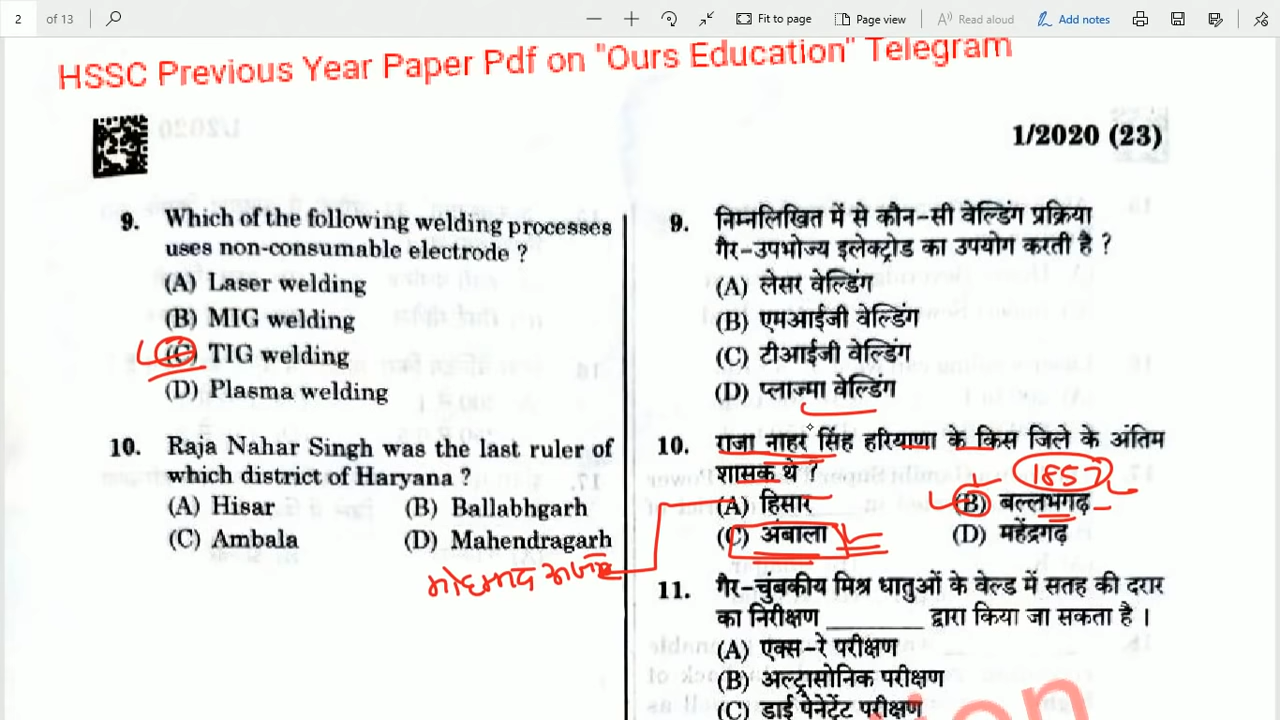 2 of 13
Fit to page
Page view
Read aloud
Add notes
HSSC Previous Year Paper Pdf on "Ours Education" Telegram
1/2020 (23)
9. Which of the following welding processes
uses non-consumable electrode ?
(A) Laser welding
(B) MIG welding
(C) TIG welding
(D) Plasma welding
10. Raja Nahar Singh was the last ruler of
which district of Haryana ?
(A) Hisar (B) Ballabhgarh
(C) Ambala (D) Mahendragarh
9. निम्नलिखित में से कौन-सी वेल्डिंग प्रक्रिया
गैर-उपभोज्य इलेक्ट्रोड का उपयोग करती है ?
(A) लेसर वेल्डिंग
(B) एमआईजी वेल्डिंग
(C) टीआईजी वेल्डिंग
(D) प्लाज्मा वेल्डिंग
10. राजा नाहर सिंह हरियाणा के किस जिले के अंतिम
शासक थे ?
1857
(A) हिसार (B) बल्लभगढ़
(C) अंबाला (D) महेंद्रगढ़
11. गैर-चुंबकीय मिश्र धातुओं के वेल्ड में सतह की दरार
का निरीक्षण ________ द्वारा किया जा सकता है ।
(A) एक्स-रे परीक्षण
(B) अल्ट्रासोनिक परीक्षण
(C) डाई पेनेट्रेंट परीक्षण